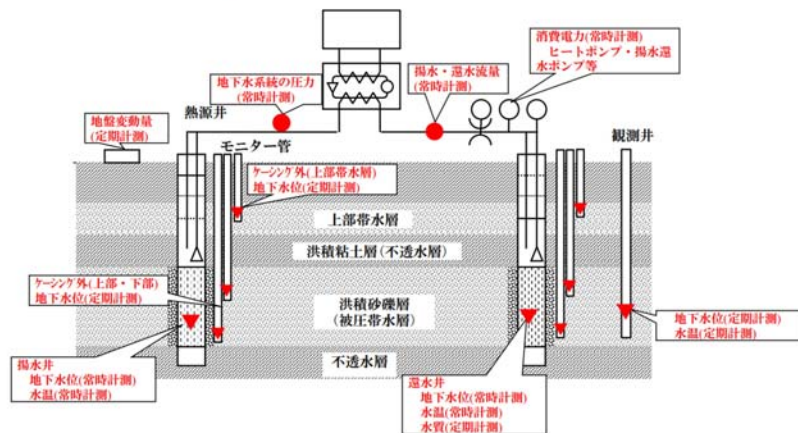 消費電力(常時計測)
ヒートポンプ・揚水還
水ポンプ等
地下水系統の圧力
(常時計測)
揚水・還水流量
(常時計測)
熱源井
地盤変動量
(定期計測)
モニター管
観測井
ケーシング外(上部帯水層)
地下水位(定期計測)
上部帯水層
洪積粘土層(不透水層)
ケーシング外(上部・下部)
地下水位(定期計測)
洪積砂礫層
(被圧帯水層)
地下水位(定期計測)
水温(定期計測)
不透水層
揚水井
地下水位(常時計測)
水温(常時計測)
還水井
地下水位(常時計測)
水温(常時計測)
水質(定期計測)